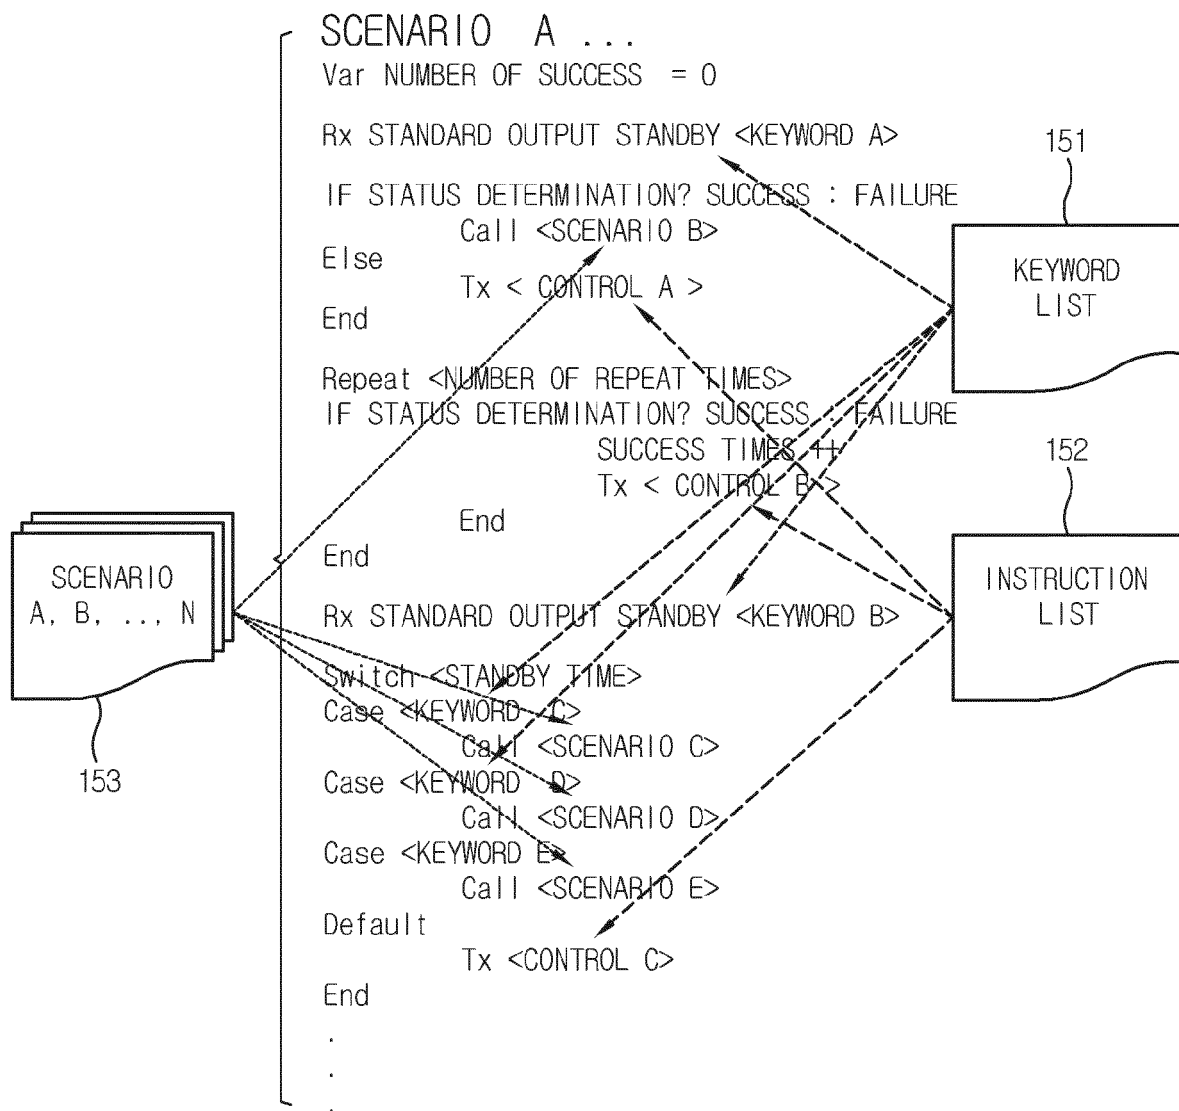 SCENARIO A ...
Var NUMBER OF SUCCESS = 0
Rx STANDARD OUTPUT STANDBY <KEYWORD A>
IF STATUS DETERMINATION? SUCCESS : FAILURE
Call <SCENARIO B>
Else
Tx < CONTROL A >
End
Repeat <NUMBER OF REPEAT TIMES>
IF STATUS DETERMINATION? SUCCESS : FAILURE
SUCCESS TIMES ++
Tx < CONTROL B >
End
End
Rx STANDARD OUTPUT STANDBY <KEYWORD B>
Switch <STANDBY TIME>
Case <KEYWORD C>
Call <SCENARIO C>
Case <KEYWORD D>
Call <SCENARIO D>
Case <KEYWORD E>
Call <SCENARIO E>
Default
Tx <CONTROL C>
End
.
.
.
SCENARIO
A, B, ..., N
153
151
KEYWORD
LIST
152
INSTRUCTION
LIST